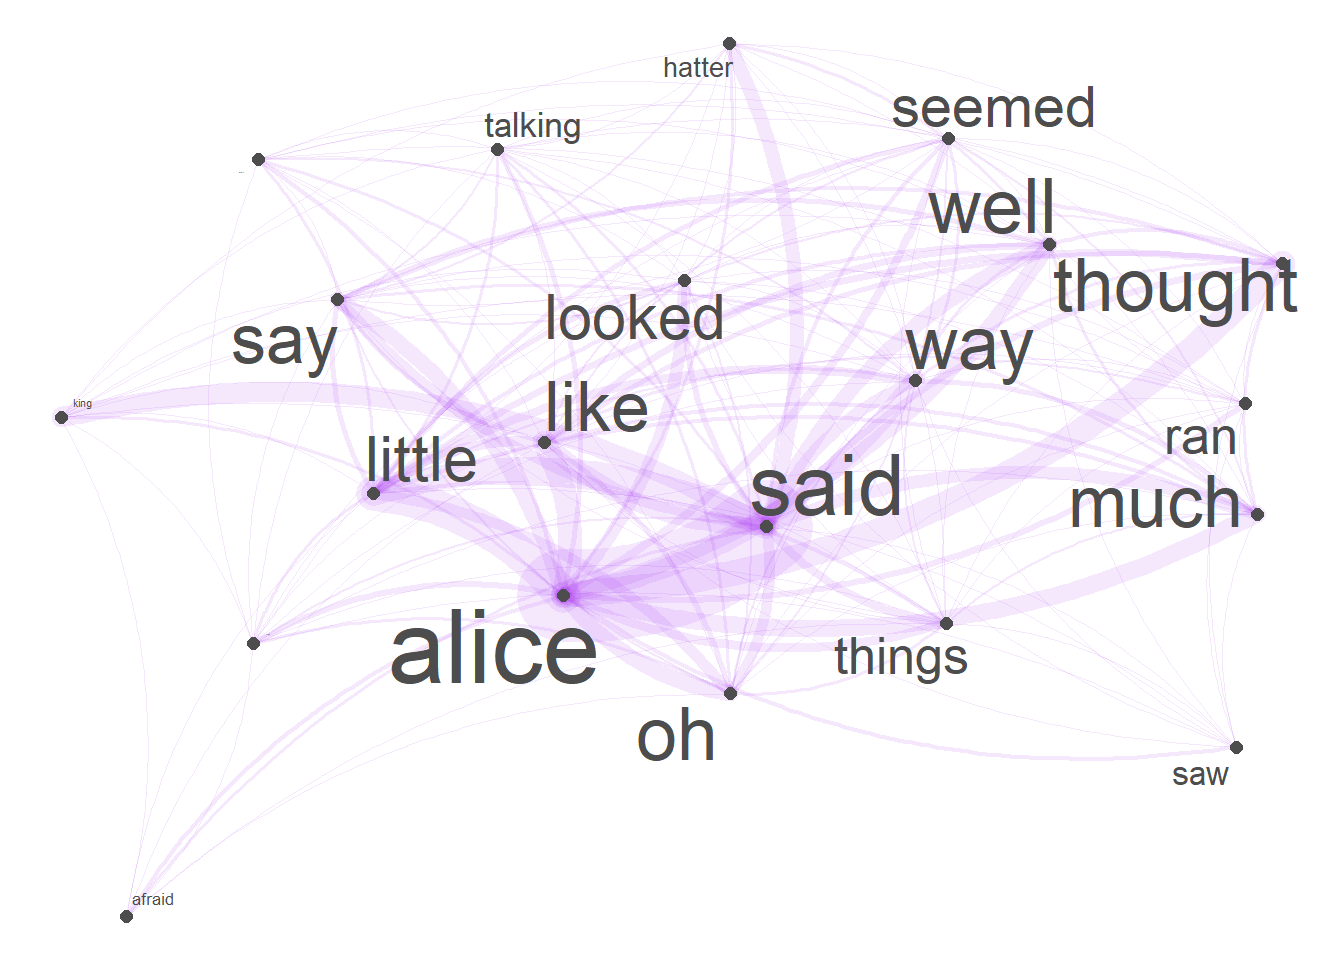 hatter
seemed
talking
well
thought
looked
say
way
king
like
ran
little
said
much
alice
things
oh
saw
afraid